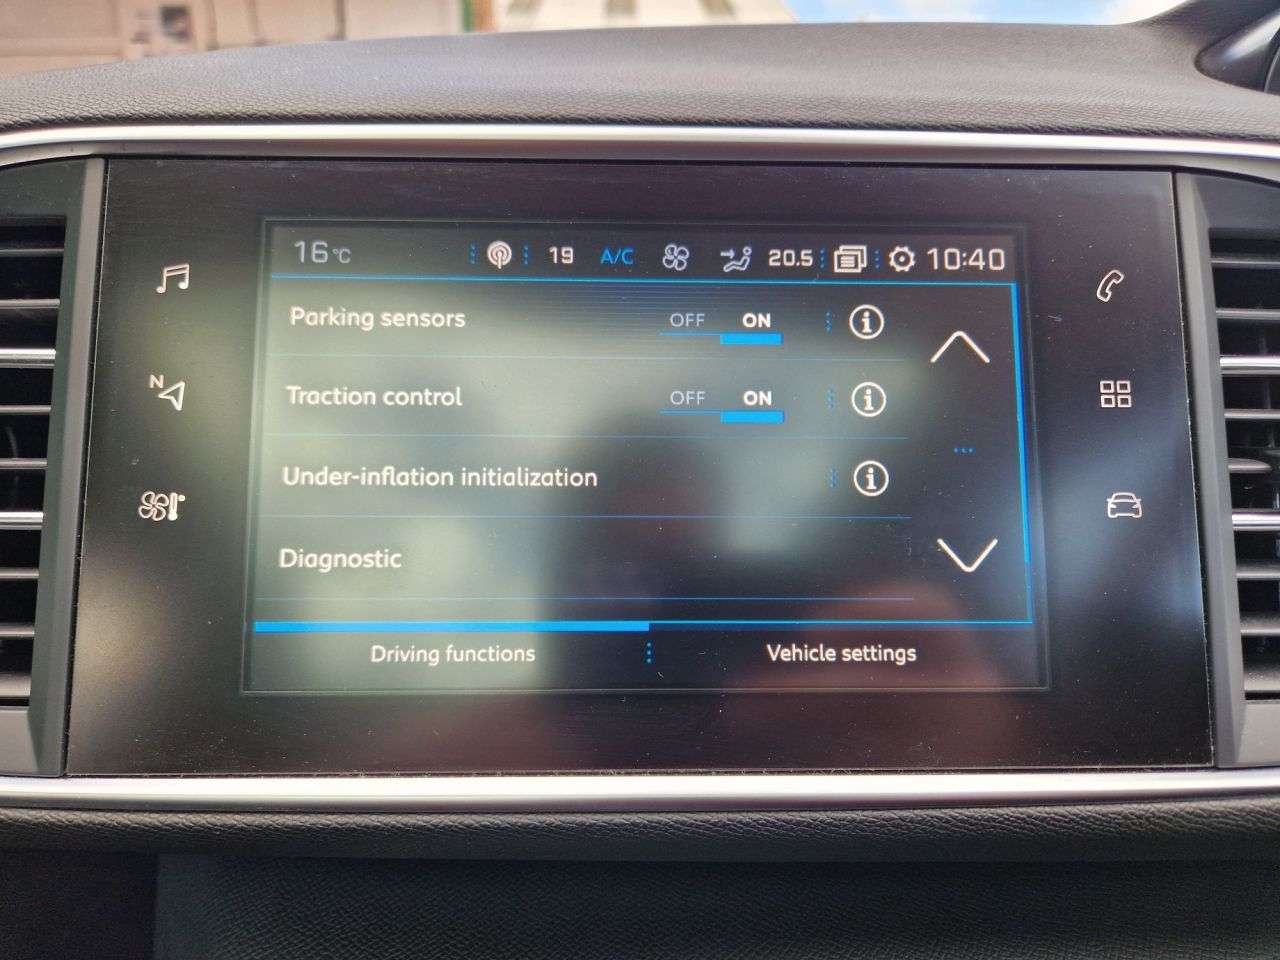 16 °C 19 A/C 20.5 10:40
Parking sensors OFF ON i
N
Traction control OFF ON i
Under-inflation initialization i
Diagnostic
Driving functions Vehicle settings